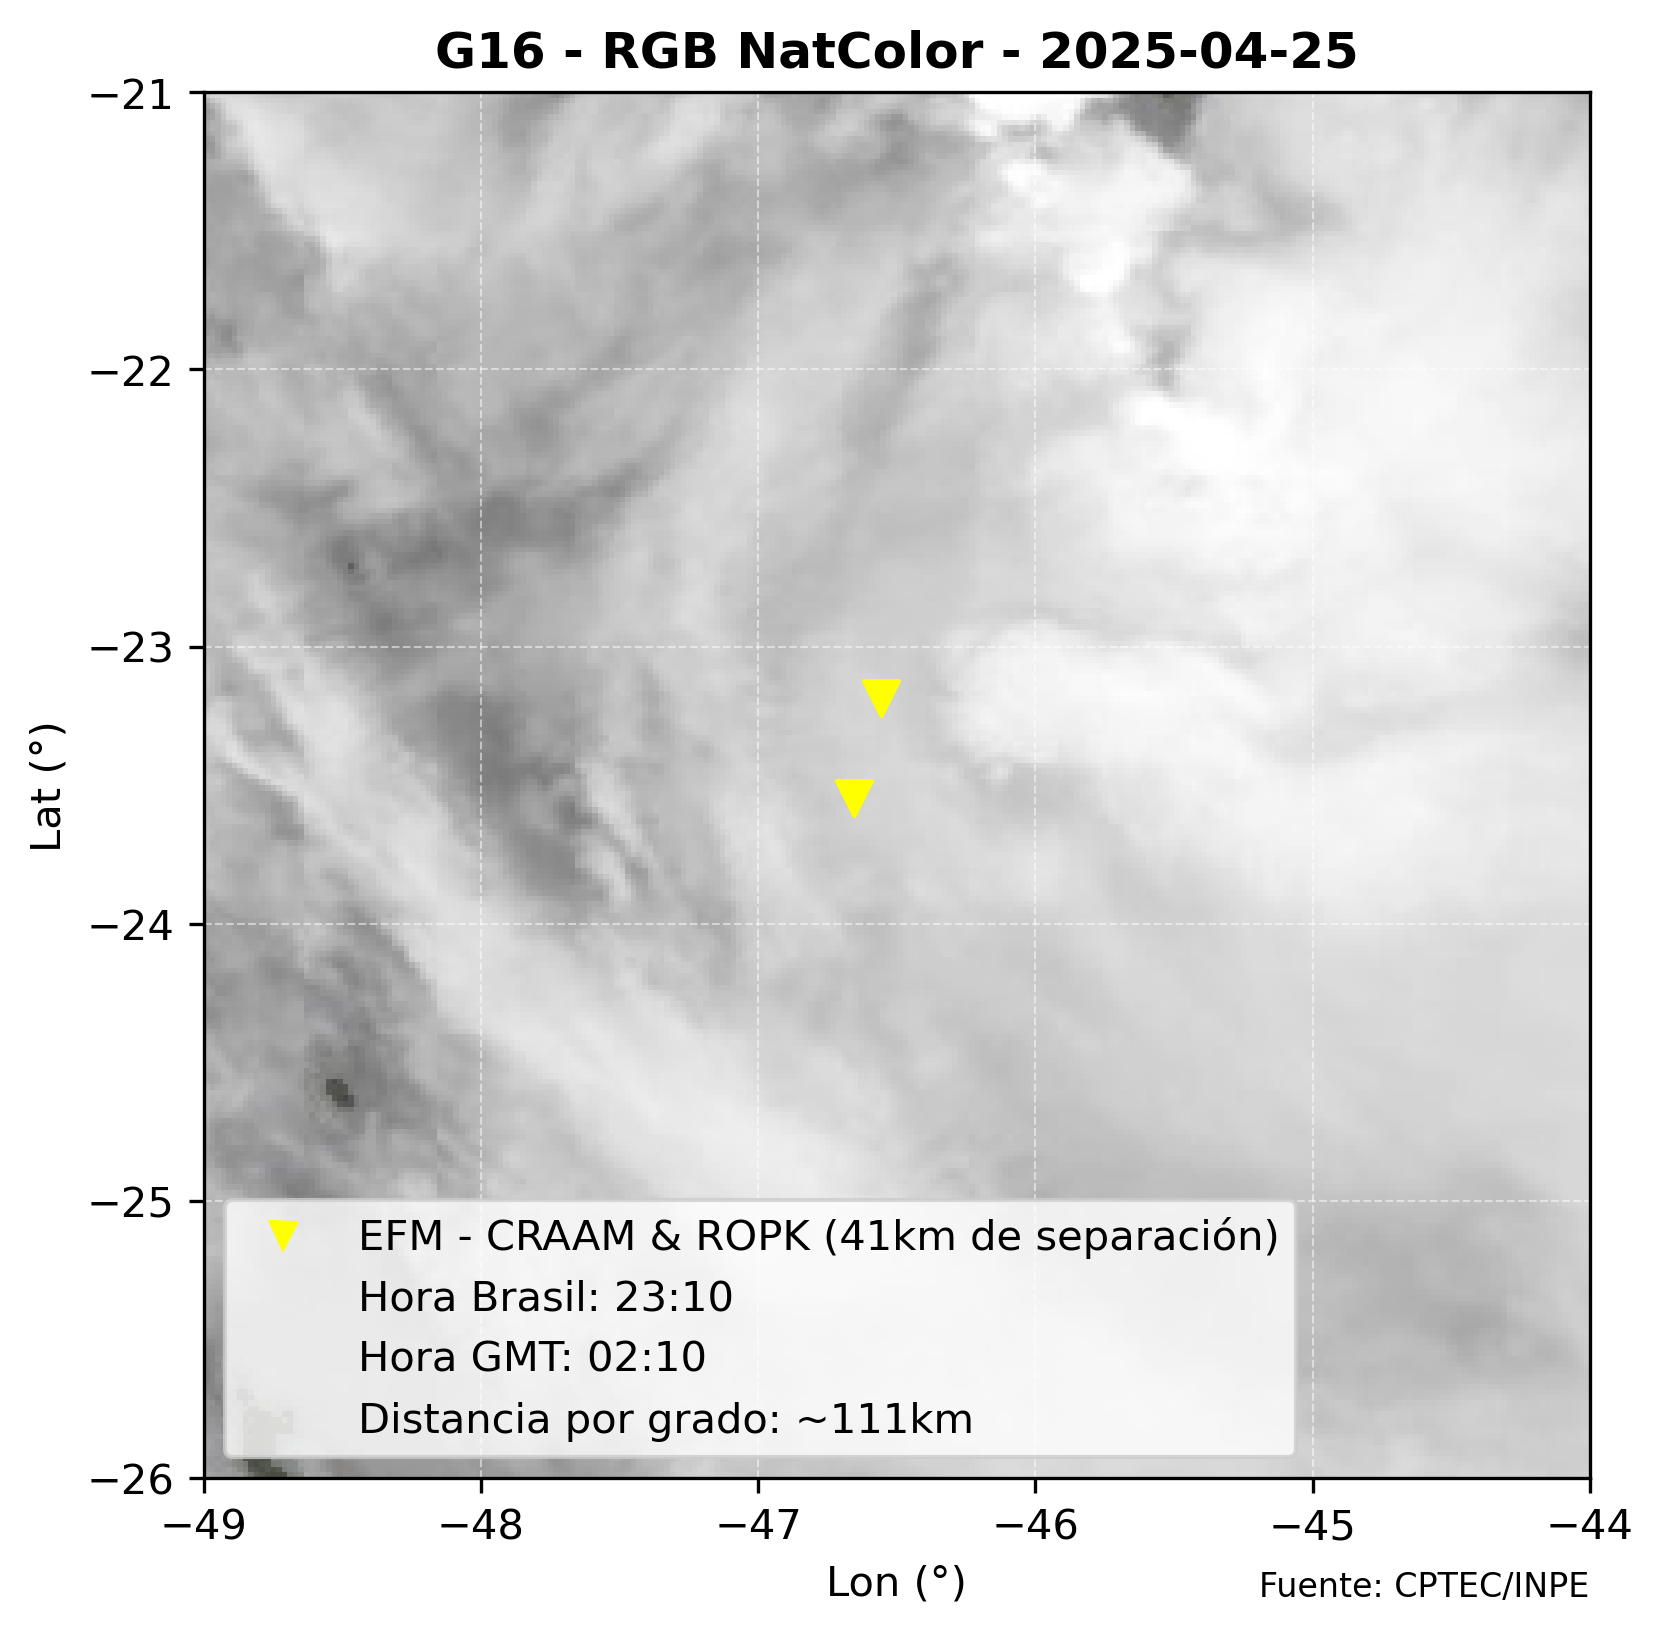 G16 - RGB NatColor - 2025-04-25
−21
−22
−23
−24
−25
−26
Lat (°)
EFM - CRAAM & ROPK (41km de separación)
Hora Brasil: 23:10
Hora GMT: 02:10
Distancia por grado: ~111km
−49 −48 −47 −46 −45 −44
Lon (°)
Fuente: CPTEC/INPE